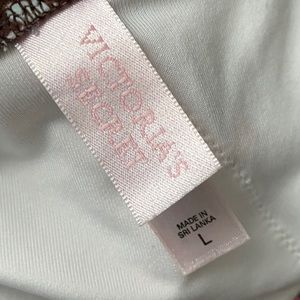 VICTORIA'S
SECRET
MADE IN
SRI LANKA
L